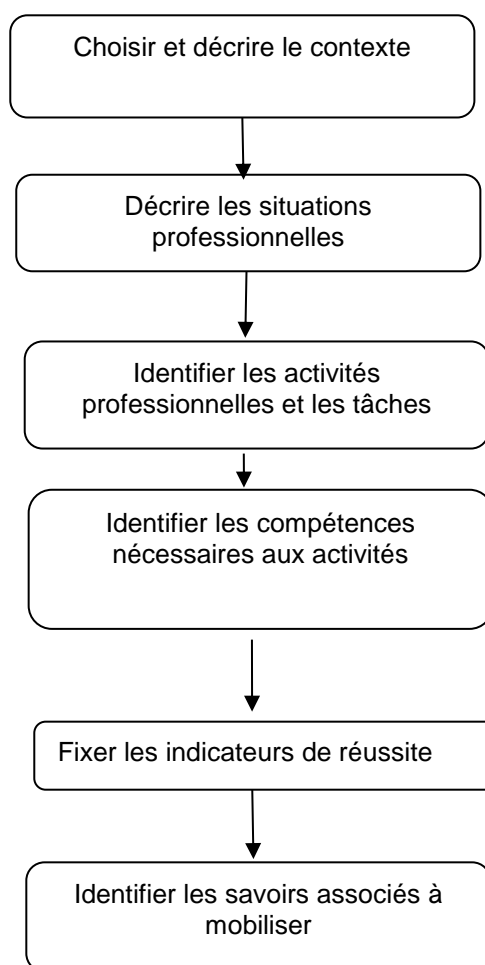 Choisir et décrire le contexte
Décrire les situations
professionnelles
Identifier les activités
professionnelles et les tâches
Identifier les compétences
nécessaires aux activités
Fixer les indicateurs de réussite
Identifier les savoirs associés à
mobiliser